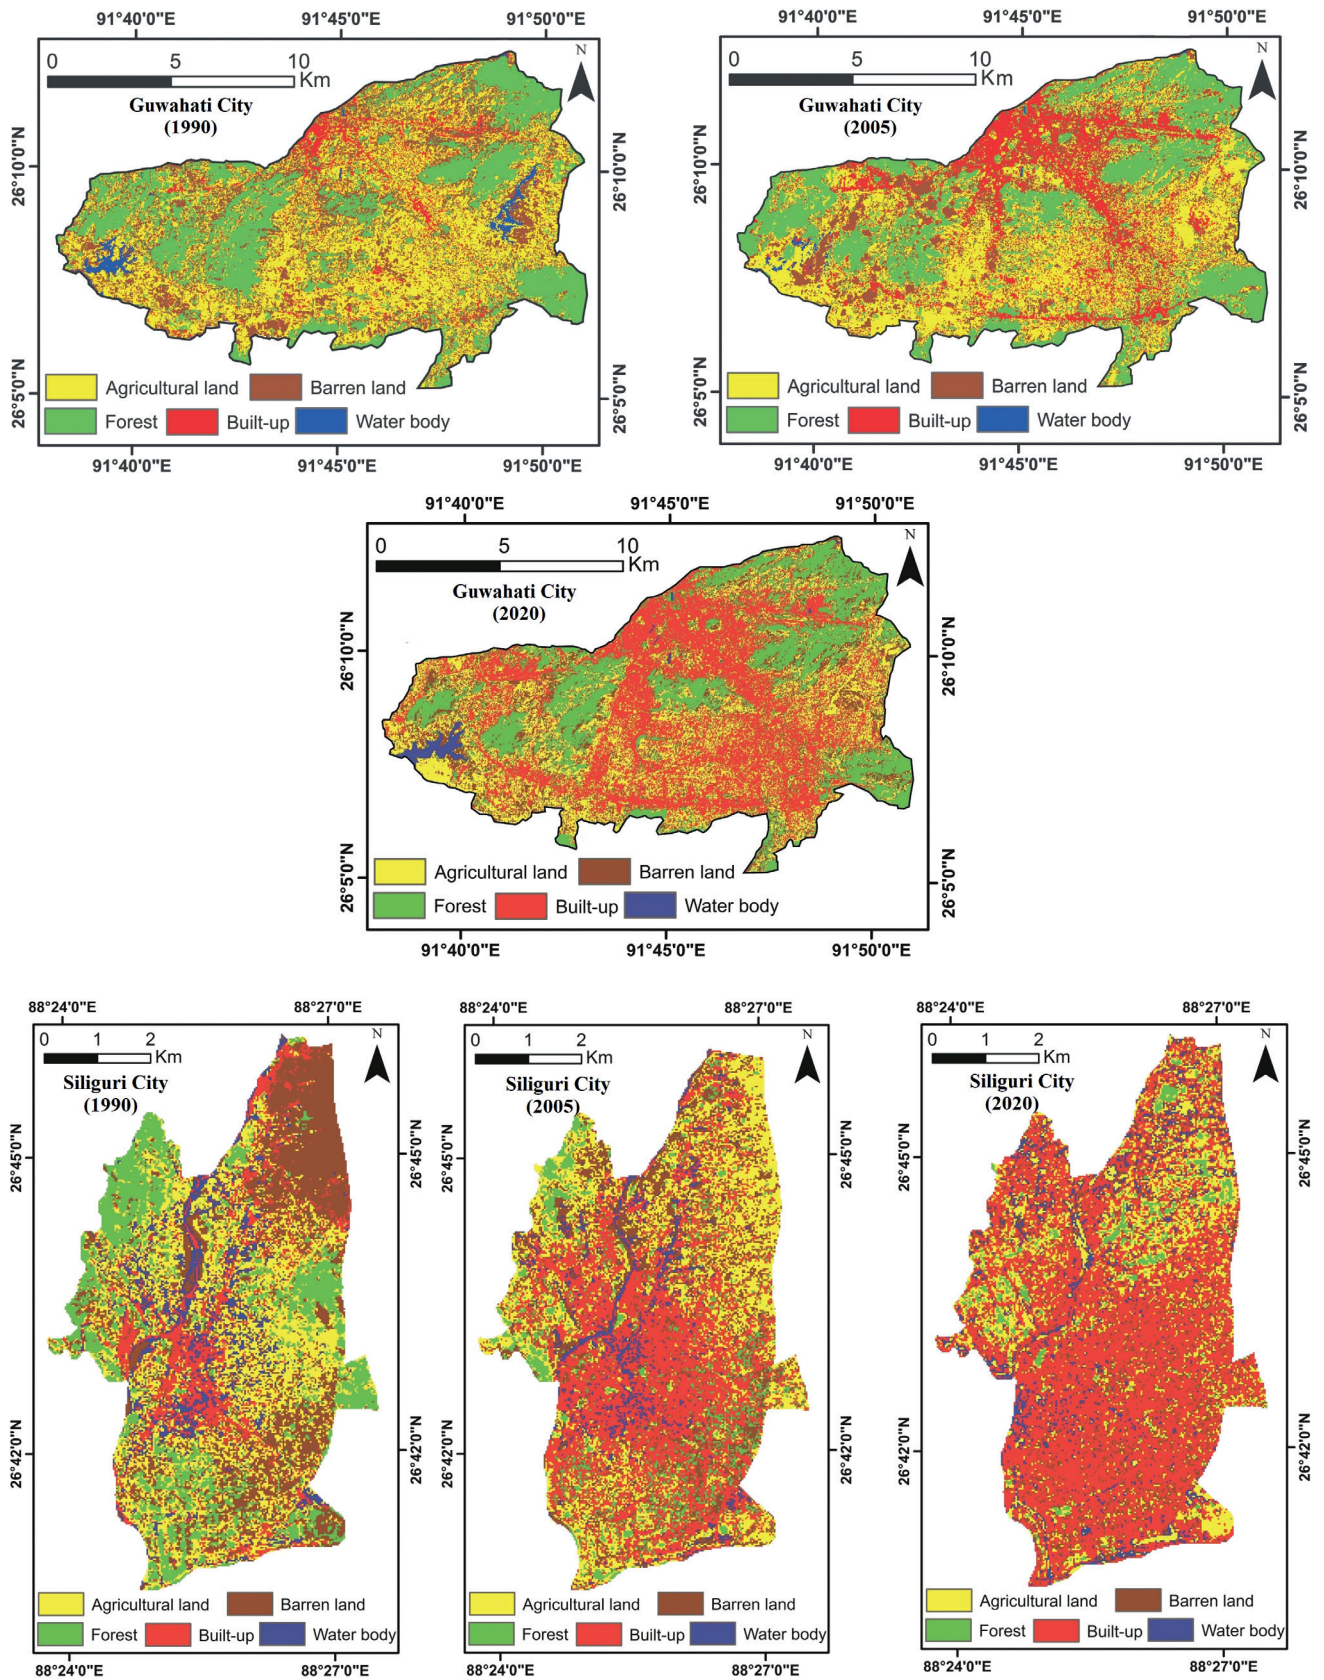 91°40'0"E 91°45'0"E 91°50'0"E
0 5 10
Km
N
Guwahati City
(1990)
26°10'0"N
26°10'0"N
26°5'0"N
26°5'0"N
Agricultural land Barren land
Forest Built-up Water body
91°40'0"E 91°45'0"E 91°50'0"E
91°40'0"E 91°45'0"E 91°50'0"E
0 5 10
Km
N
Guwahati City
(2005)
26°10'0"N
26°10'0"N
26°5'0"N
26°5'0"N
Agricultural land Barren land
Forest Built-up Water body
91°40'0"E 91°45'0"E 91°50'0"E
91°40'0"E 91°45'0"E 91°50'0"E
0 5 10
Km
N
Guwahati City
(2020)
26°10'0"N
26°10'0"N
26°5'0"N
26°5'0"N
Agricultural land Barren land
Forest Built-up Water body
91°40'0"E 91°45'0"E 91°50'0"E
88°24'0"E 88°27'0"E
0 1 2
Km
N
Siliguri City
(1990)
26°45'0"N
26°45'0"N
26°42'0"N
26°42'0"N
Agricultural land Barren land
Forest Built-up Water body
88°24'0"E 88°27'0"E
88°24'0"E 88°27'0"E
0 1 2
Km
N
Siliguri City
(2005)
26°45'0"N
26°45'0"N
26°42'0"N
26°42'0"N
Agricultural land Barren land
Forest Built-up Water body
88°24'0"E 88°27'0"E
88°24'0"E 88°27'0"E
0 1 2
Km
N
Siliguri City
(2020)
26°45'0"N
26°45'0"N
26°42'0"N
26°42'0"N
Agricultural land Barren land
Forest Built-up Water body
88°24'0"E 88°27'0"E